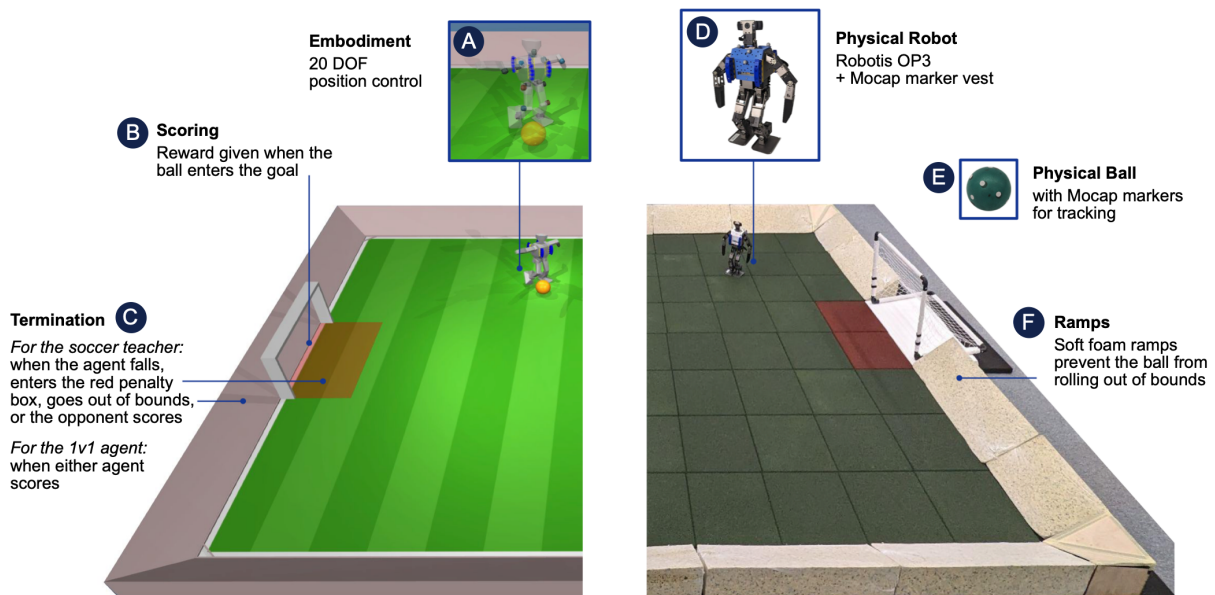 A
Embodiment
20 DOF
position control
B
Scoring
Reward given when the
ball enters the goal
C
Termination
For the soccer teacher:
when the agent falls,
enters the red penalty
box, goes out of bounds,
or the opponent scores
For the 1v1 agent:
when either agent
scores
D
Physical Robot
Robotis OP3
+ Mocap marker vest
E
Physical Ball
with Mocap markers
for tracking
F
Ramps
Soft foam ramps
prevent the ball from
rolling out of bounds